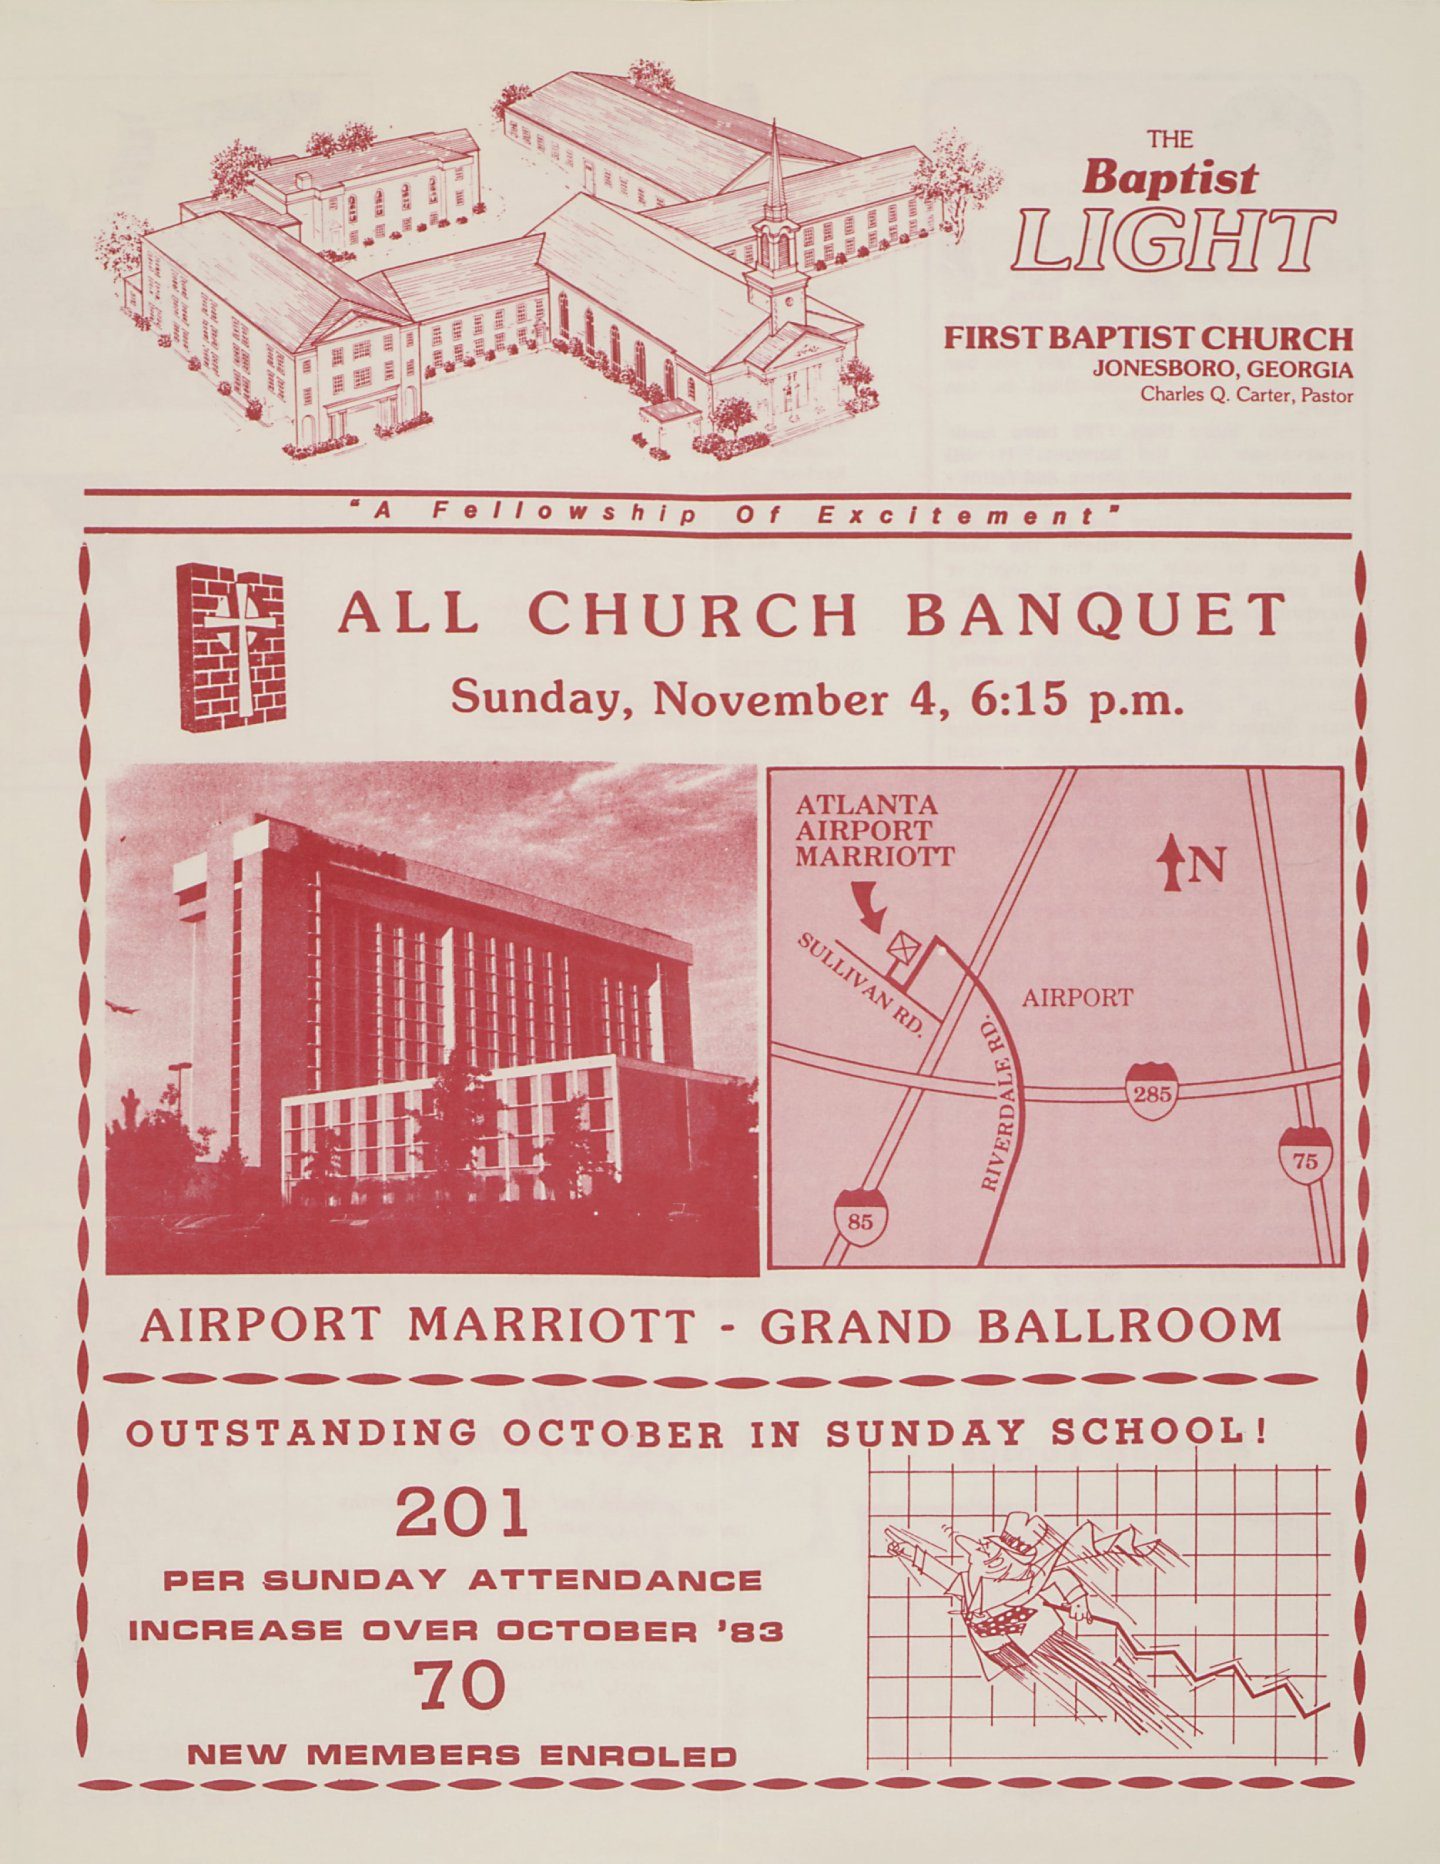 THE
Baptist
LIGHT
FIRST BAPTIST CHURCH
JONESBORO, GEORGIA
Charles Q. Carter, Pastor
"A Fellowship Of Excitement"
ALL CHURCH BANQUET
Sunday, November 4, 6:15 p.m.
ATLANTA
AIRPORT
MARRIOTT
N
SULLIVAN RD.
AIRPORT
RIVERDALE RD.
285
75
85
AIRPORT MARRIOTT - GRAND BALLROOM
OUTSTANDING OCTOBER IN SUNDAY SCHOOL!
201
PER SUNDAY ATTENDANCE
INCREASE OVER OCTOBER '83
70
NEW MEMBERS ENROLED